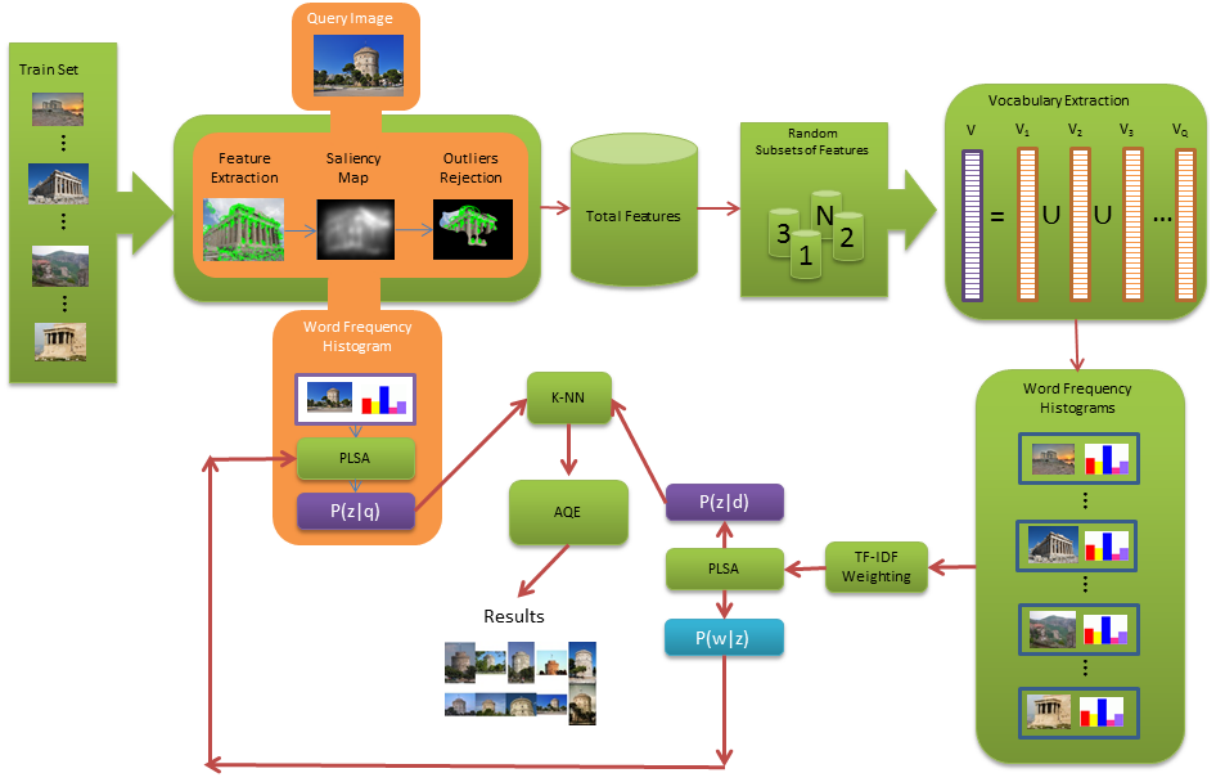 Query Image
Train Set
Feature
Extraction
Saliency
Map
Outliers
Rejection
Total Features
Random
Subsets of Features
3
N
1
2
Vocabulary Extraction
V
V1
V2
V3
VQ
= U U ...
Word Frequency
Histogram
PLSA
P(z|q)
K-NN
AQE
Results
P(z|d)
PLSA
P(w|z)
TF-IDF
Weighting
Word Frequency
Histograms